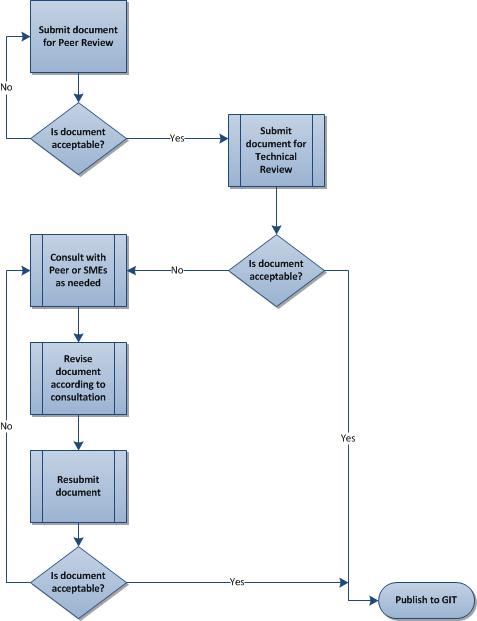 Submit document
for Peer Review
No
Is document
acceptable?
Yes
Submit
document for
Technical
Review
Consult with
Peer or SMEs
as needed
No
Is document
acceptable?
Revise
document
according to
consultation
No
Yes
Resubmit
document
Is document
acceptable?
Yes
Publish to GIT